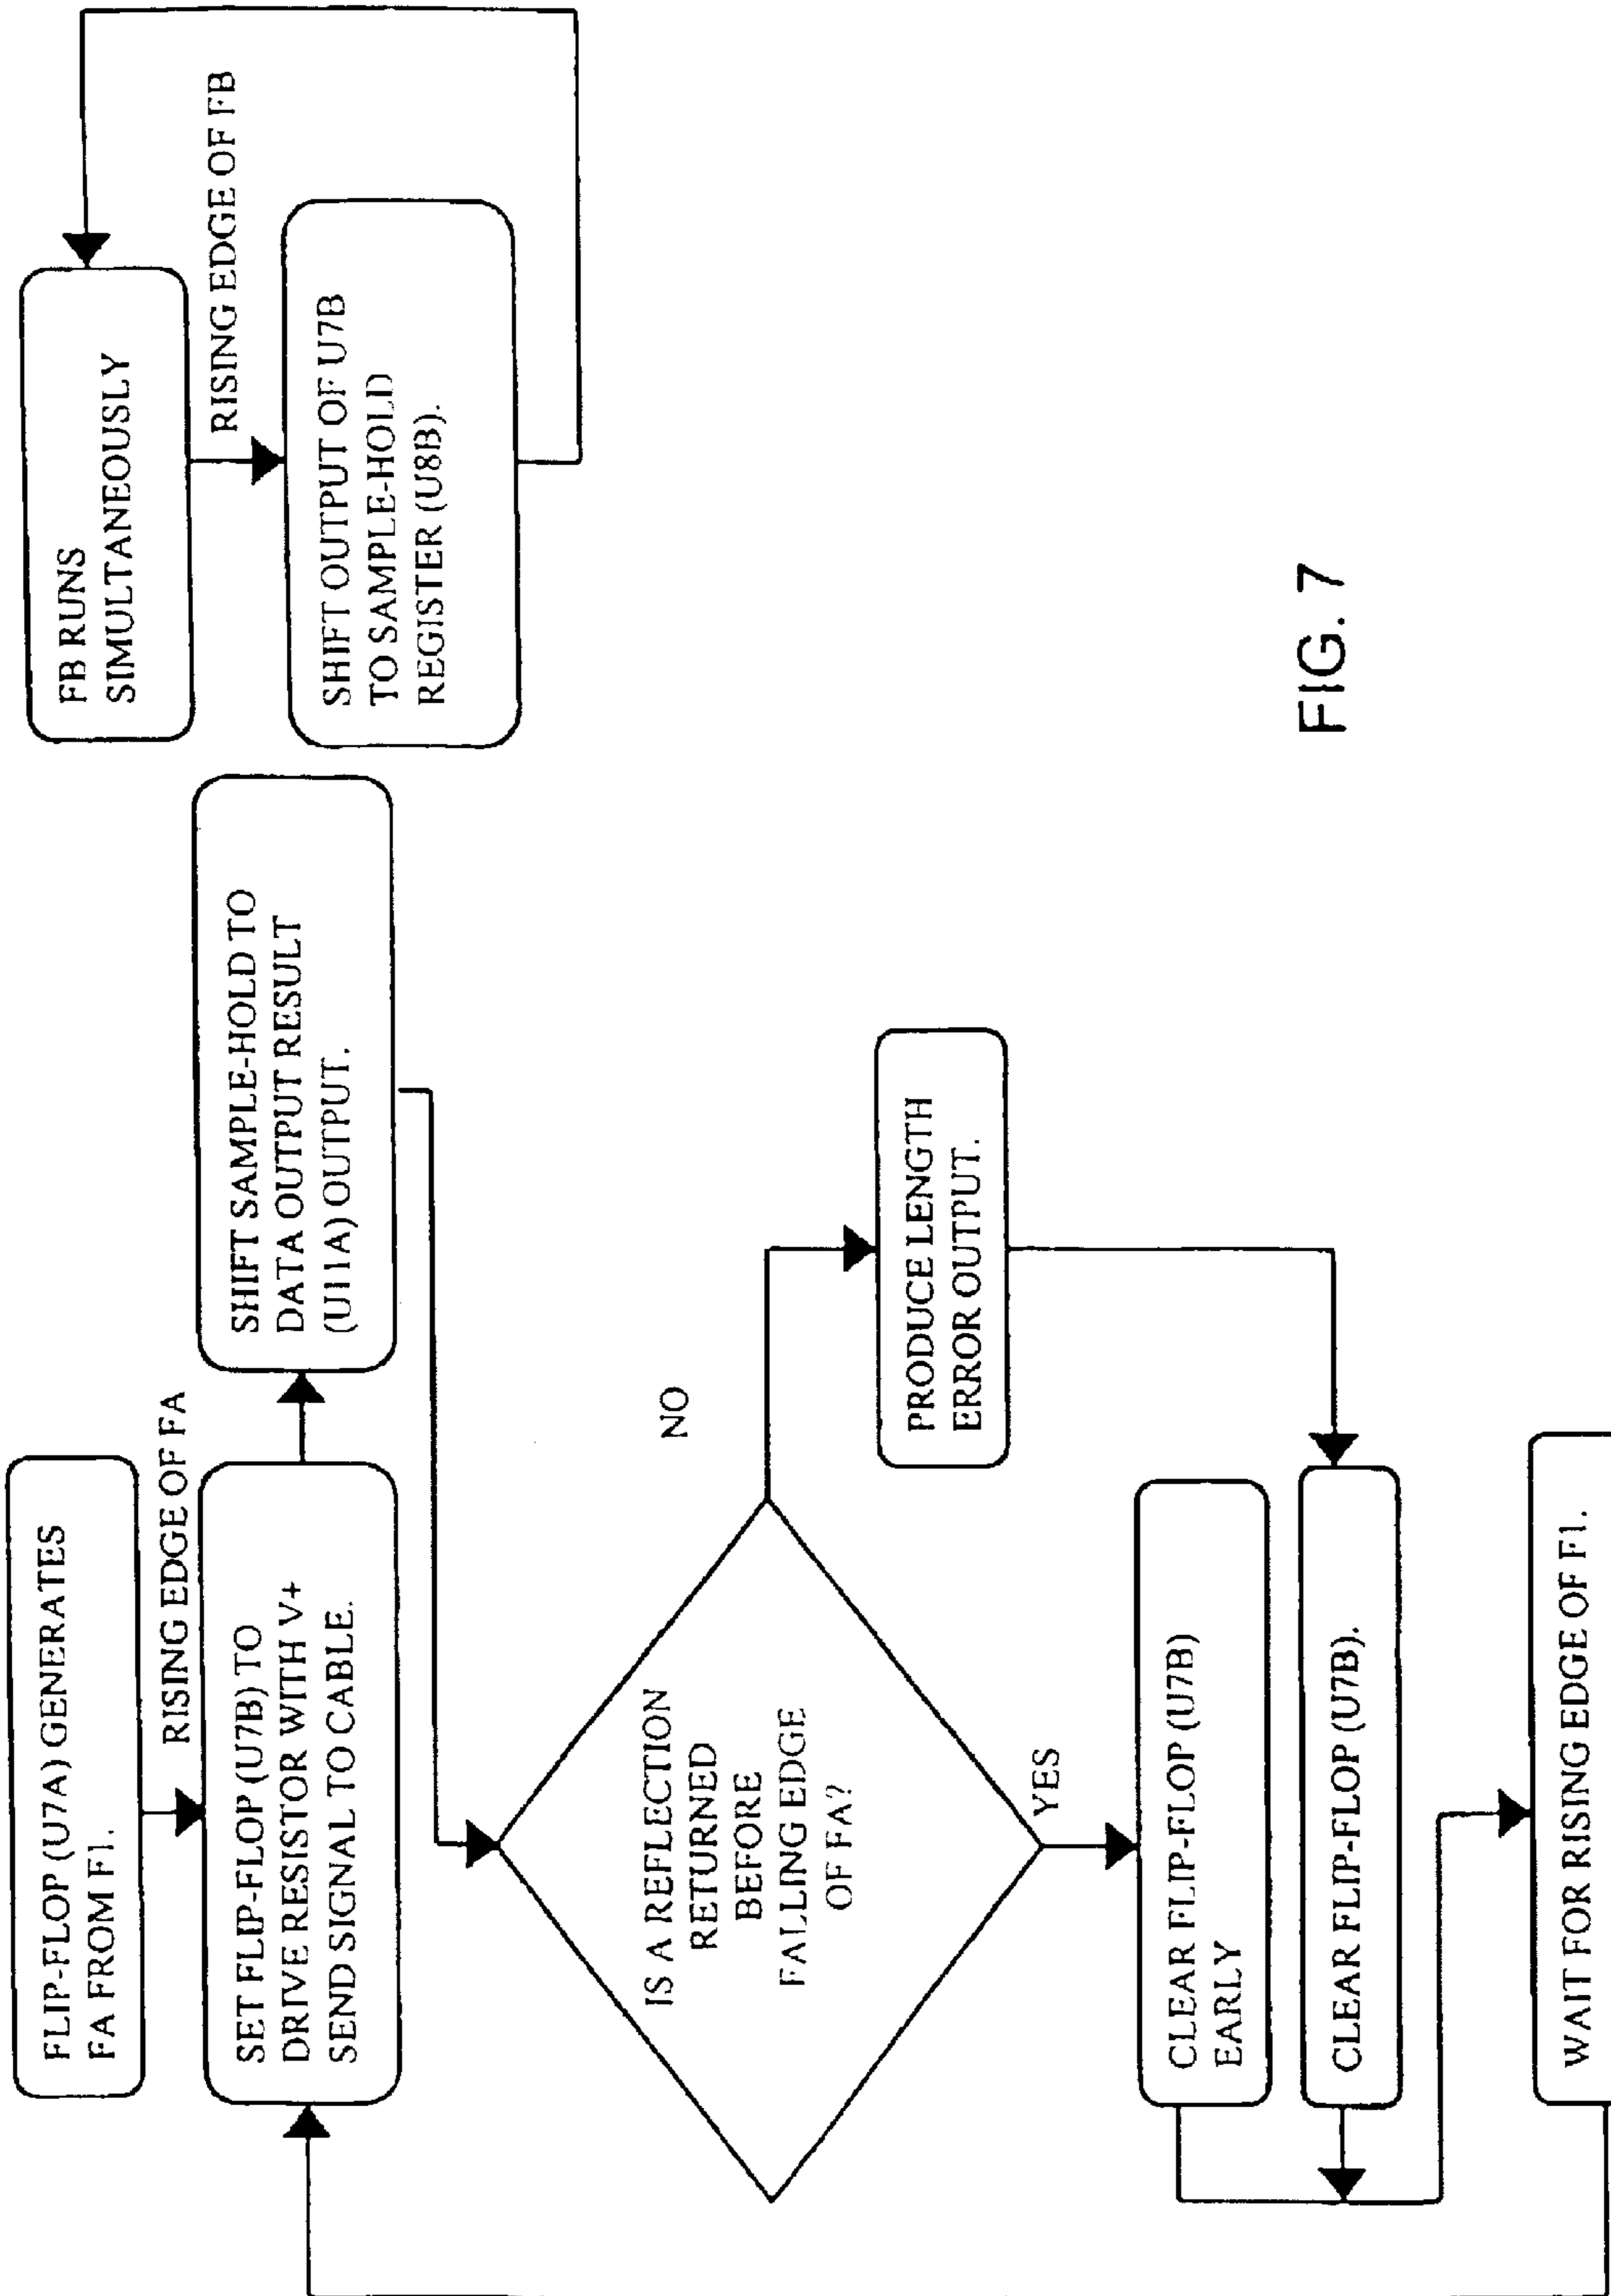 FLIP-FLOP (U7A) GENERATES
FA FROM F1.
RISING EDGE OF FA
SET FLIP-FLOP (U7B) TO
DRIVE RESISTOR WITH V+
SEND SIGNAL TO CABLE.
SHIFT SAMPLE-HOLD TO
DATA OUTPUT RESULT
(U11A) OUTPUT.
FB RUNS
SIMULTANEOUSLY
RISING EDGE OF FB
SHIFT OUTPUT OF U7B
TO SAMPLE-HOLD
REGISTER (U8B).
IS A REFLECTION
RETURNED
BEFORE
FALLING EDGE
OF FA?
NO
PRODUCE LENGTH
ERROR OUTPUT.
YES
CLEAR FLIP-FLOP (U7B)
EARLY
CLEAR FLIP-FLOP (U7B).
WAIT FOR RISING EDGE OF F1.
FIG. 7